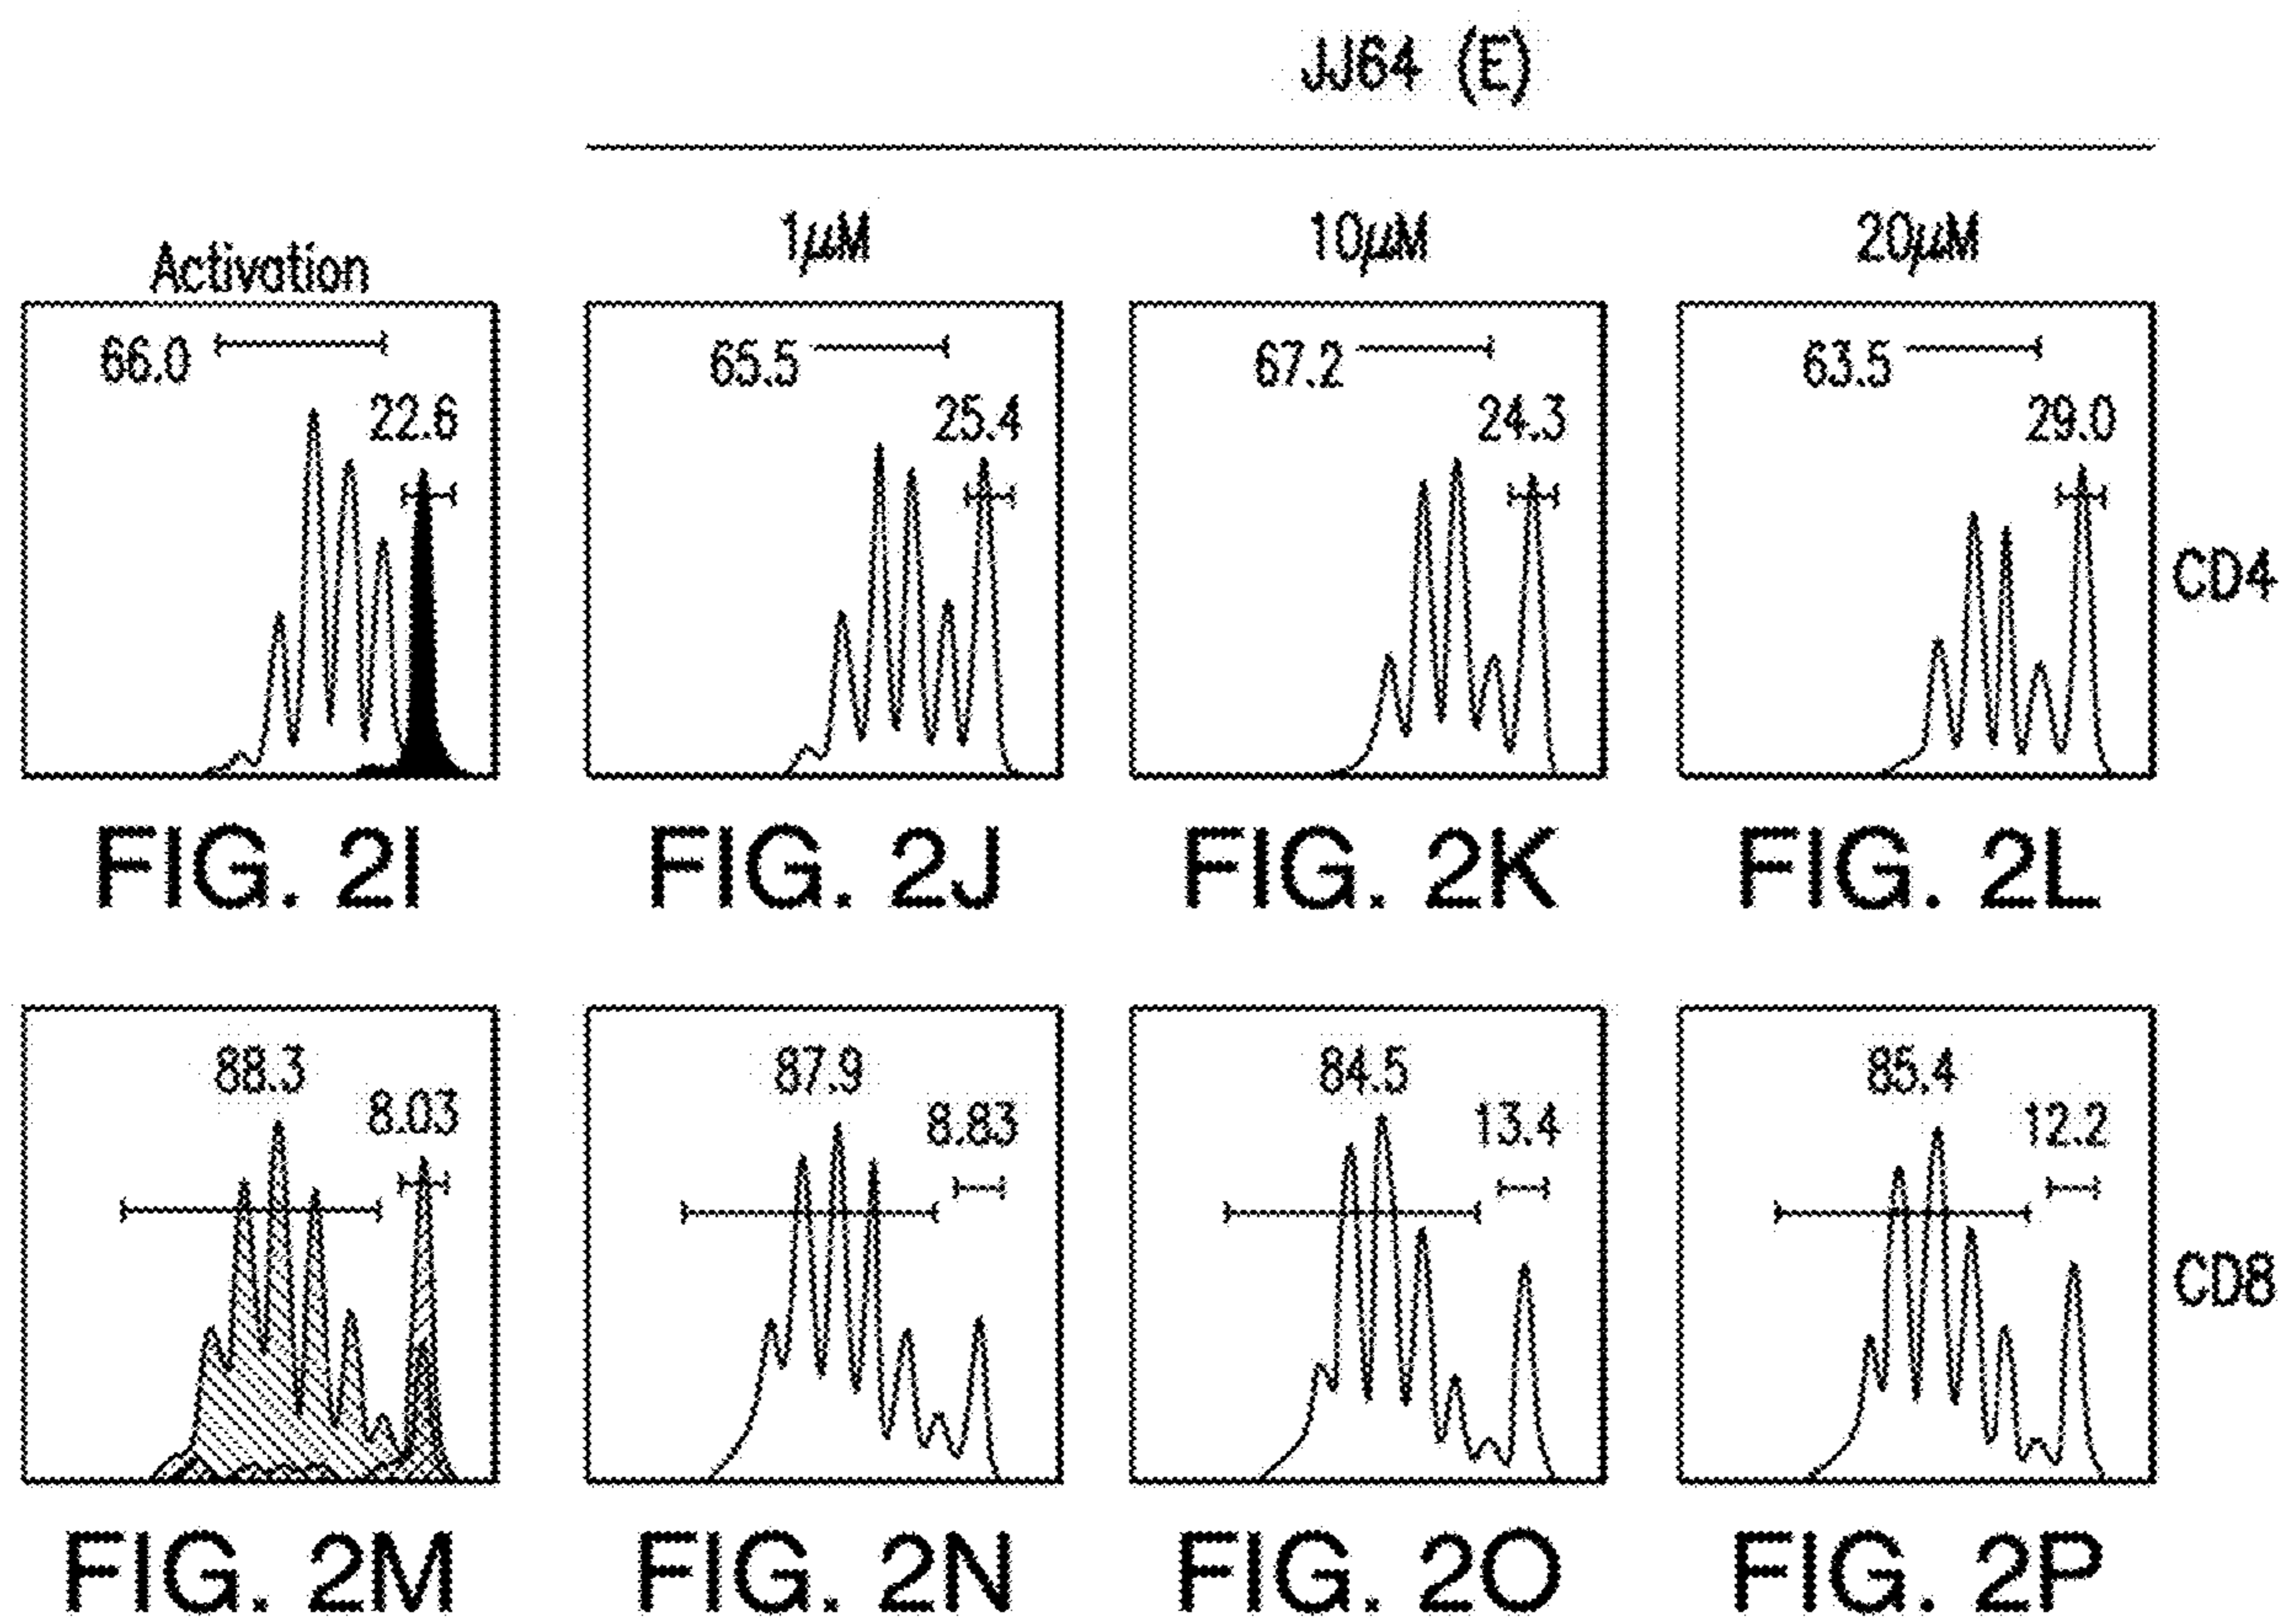 JJ64 (E)
Activation 1μM 10μM 20μM
66.0 65.5 67.2 63.5
22.6 25.4 24.3 29.0
CD4
FIG. 2I FIG. 2J FIG. 2K FIG. 2L
88.3 87.9 84.5 85.4
8.03 8.83 13.4 12.2
CD8
FIG. 2M FIG. 2N FIG. 2O FIG. 2P